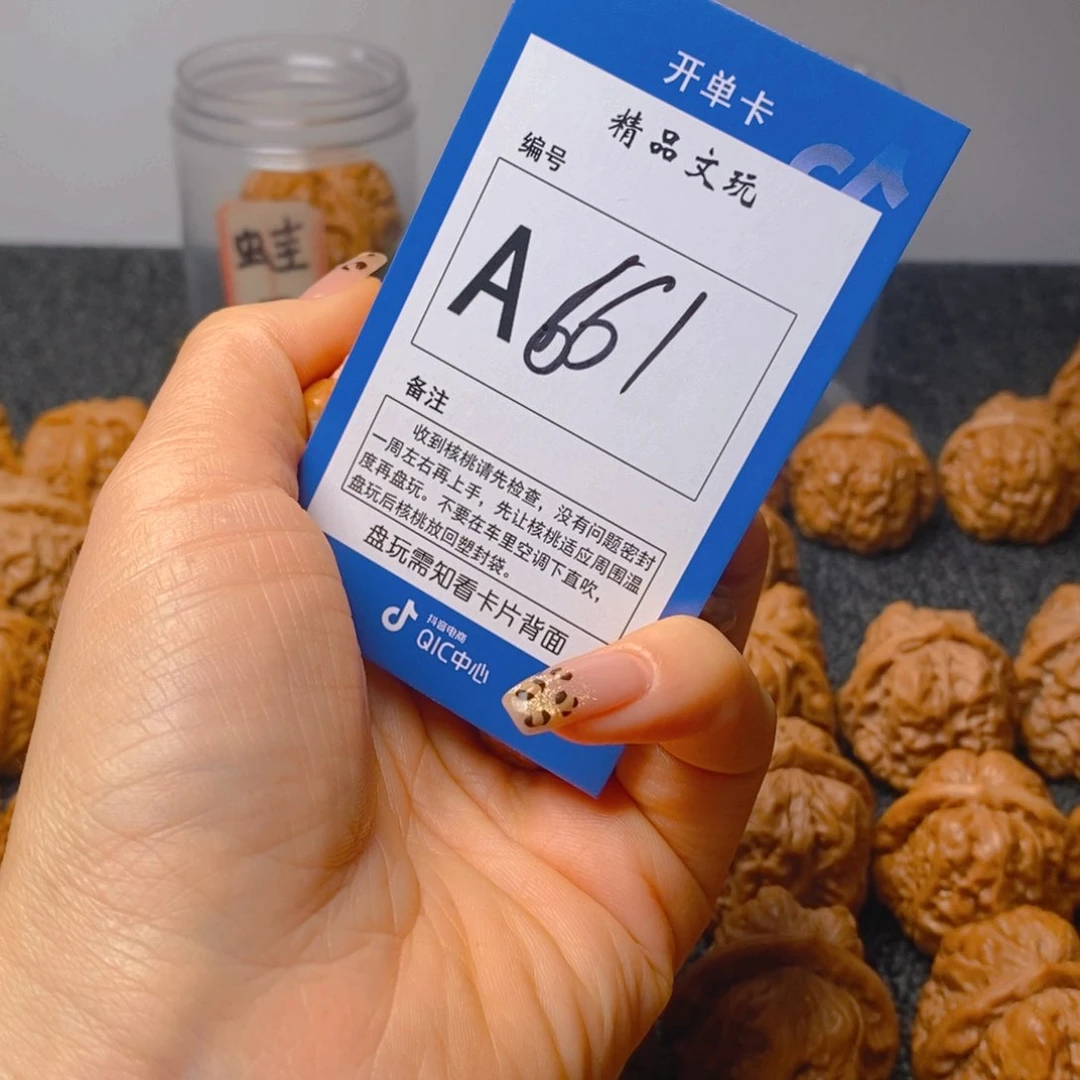 开单卡
精品文玩
编号
A661
备注
收到核桃请先检查，没有问题密封
一周左右再上手，先让核桃适应周围温
度再盘玩。不要在车里空调下直吹，
盘玩后核桃放回塑封袋。
盘玩需知看卡片背面
抖音电商
QIC中心
蛙